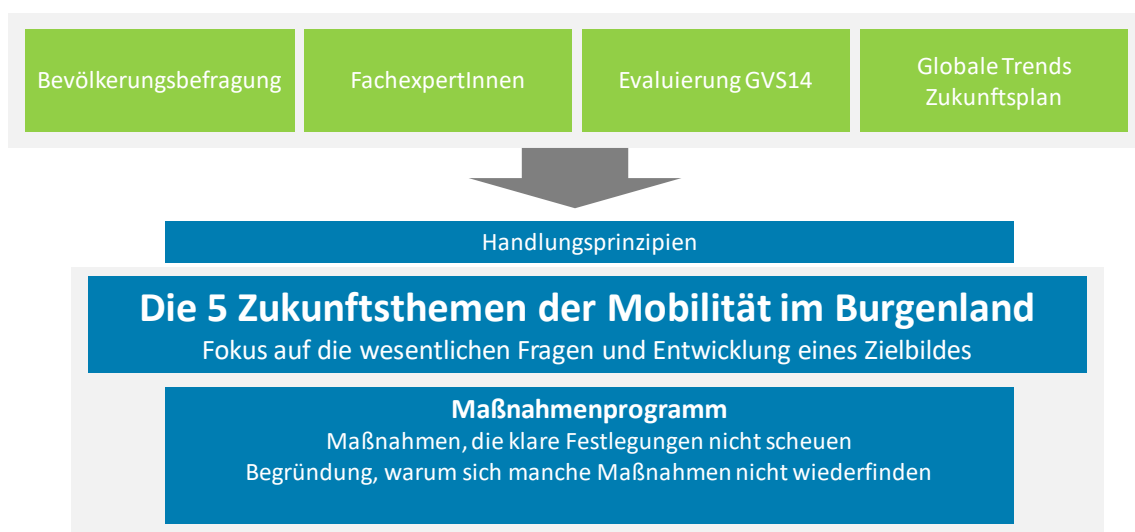 Bevölkerungsbefragung
FachexpertInnen
Evaluierung GVS14
Globale Trends
Zukunftsplan
Handlungsprinzipien
Die 5 Zukunftsthemen der Mobilität im Burgenland
Fokus auf die wesentlichen Fragen und Entwicklung eines Zielbildes
Maßnahmenprogramm
Maßnahmen, die klare Festlegungen nicht scheuen
Begründung, warum sich manche Maßnahmen nicht wiederfinden